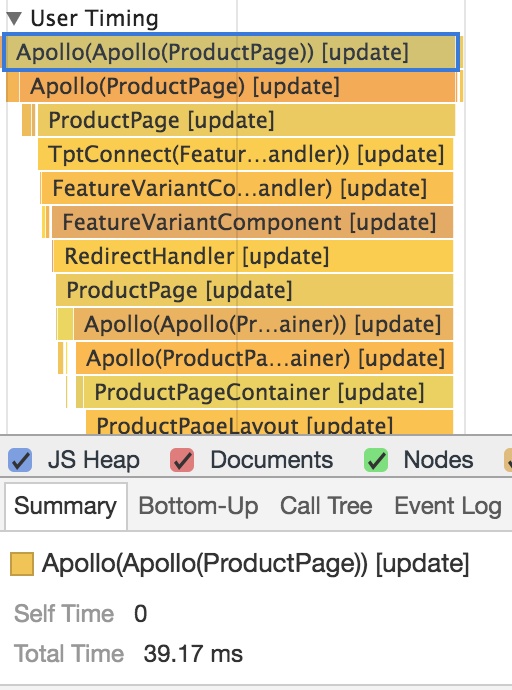 ▼ User Timing
Apollo(Apollo(ProductPage)) [update]
Apollo(ProductPage) [update]
ProductPage [update]
TptConnect(Featur…andler)) [update]
FeatureVariantCo…andler) [update]
FeatureVariantComponent [update]
RedirectHandler [update]
ProductPage [update]
Apollo(Apollo(Pr…ainer)) [update]
Apollo(ProductPa…ainer) [update]
ProductPageContainer [update]
ProductPageLayout [update]
JS Heap Documents Nodes
Summary Bottom-Up Call Tree Event Log
Apollo(Apollo(ProductPage)) [update]
Self Time 0
Total Time 39.17 ms